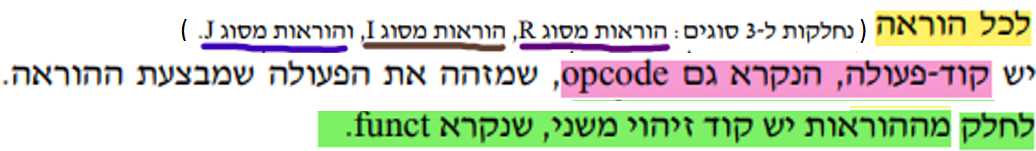 לכל הוראה (נחלקות ל-3 סוגים: הוראות מסוג R, הוראות מסוג I, והוראות מסוג J. )
יש קוד-פעולה, הנקרא גם opcode, שמזהה את הפעולה שמבצעת ההוראה.
לחלק מההוראות יש קוד זיהוי משני, שנקרא funct.